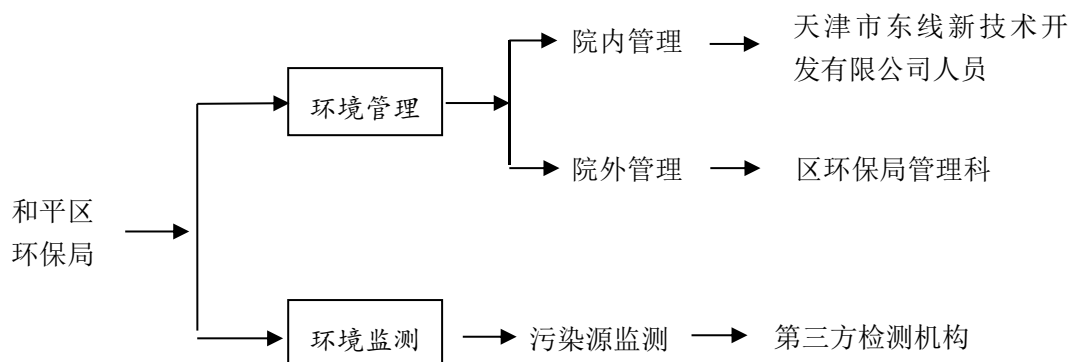 院内管理
天津市东线新技术开
发有限公司人员
环境管理
院外管理
区环保局管理科
和平区
环保局
环境监测
污染源监测
第三方检测机构